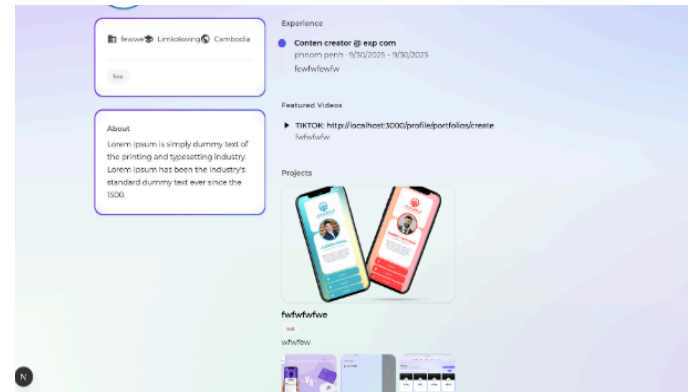 fewwe Limkokwing Cambodia
fwe
About
Lorem Ipsum is simply dummy text of
the printing and typesetting industry.
Lorem Ipsum has been the industry's
standard dummy text ever since the
1500.
Experience
Conten creator @ exp com
phnom penh · 9/30/2025 – 9/30/2025
fewfwfewfw
Featured Videos
TIKTOK: http://localhost:3000/profile/portfolios/create
fwfwfwfw
Projects
fwfwfwfwe
wfwfew
N